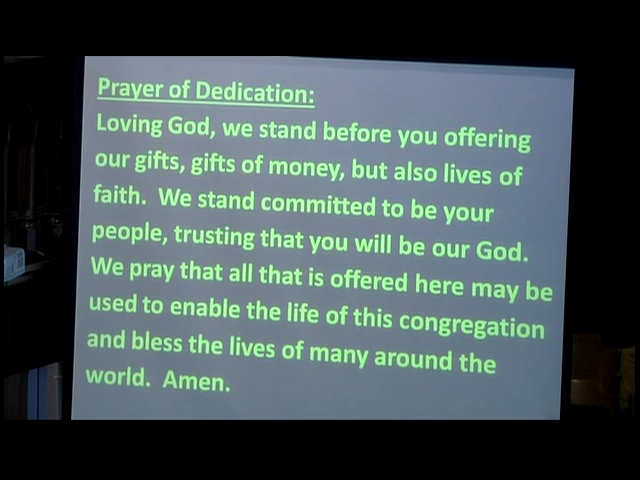 Prayer of Dedication:
Loving God, we stand before you offering
our gifts, gifts of money, but also lives of
faith.  We stand committed to be your
people, trusting that you will be our God.
We pray that all that is offered here may be
used to enable the life of this congregation
and bless the lives of many around the
world.  Amen.